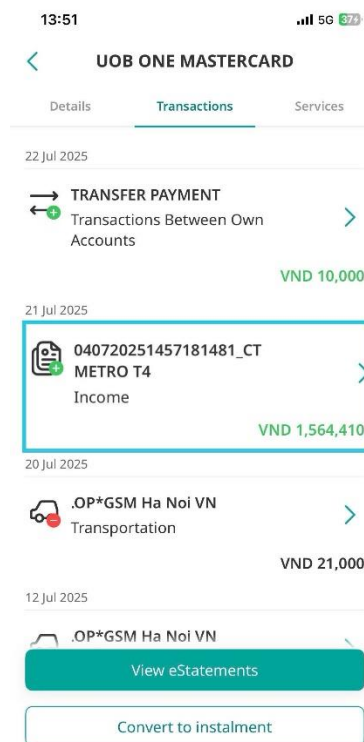 13:51
5G 37
UOB ONE MASTERCARD
Details Transactions Services
22 Jul 2025
TRANSFER PAYMENT
Transactions Between Own
Accounts
VND 10,000
21 Jul 2025
040720251457181481_CT
METRO T4
Income
VND 1,564,410
20 Jul 2025
.OP*GSM Ha Noi VN
Transportation
VND 21,000
12 Jul 2025
.OP*GSM Ha Noi VN
View eStatements
Convert to instalment